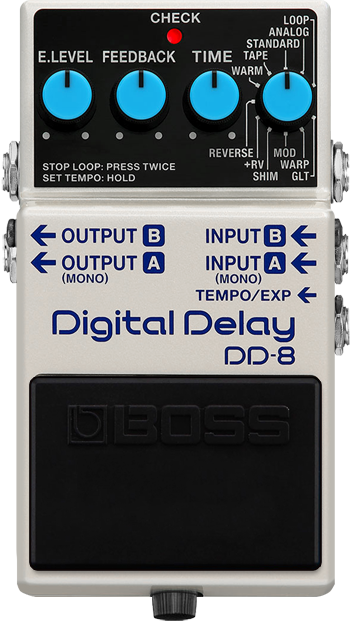 CHECK
E.LEVEL FEEDBACK TIME
LOOP
ANALOG
STANDARD
TAPE
WARM
REVERSE
+RV
SHIM
MOD
WARP
GLT
STOP LOOP: PRESS TWICE
SET TEMPO: HOLD
← OUTPUT B INPUT B ←
← OUTPUT A INPUT A ←
(MONO) (MONO)
TEMPO/EXP ←
Digital Delay
DD-8
BOSS